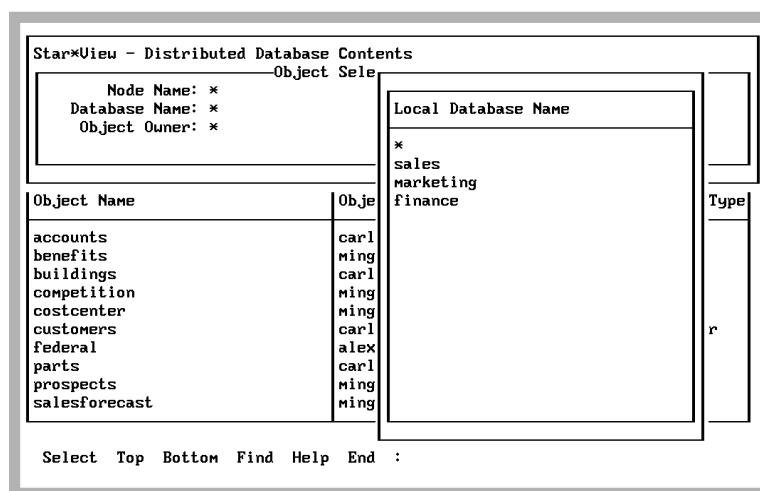 Star*View - Distributed Database Contents
Object Sele
Node Name: *
Database Name: *
Object Owner: *
Local Database Name
*
sales
marketing
finance
Object Name Obje Type
accounts carl
benefits ming
buildings carl
competition ming
costcenter ming
customers carl r
federal alex
parts carl
prospects ming
salesforecast ming
Select Top Bottom Find Help End :